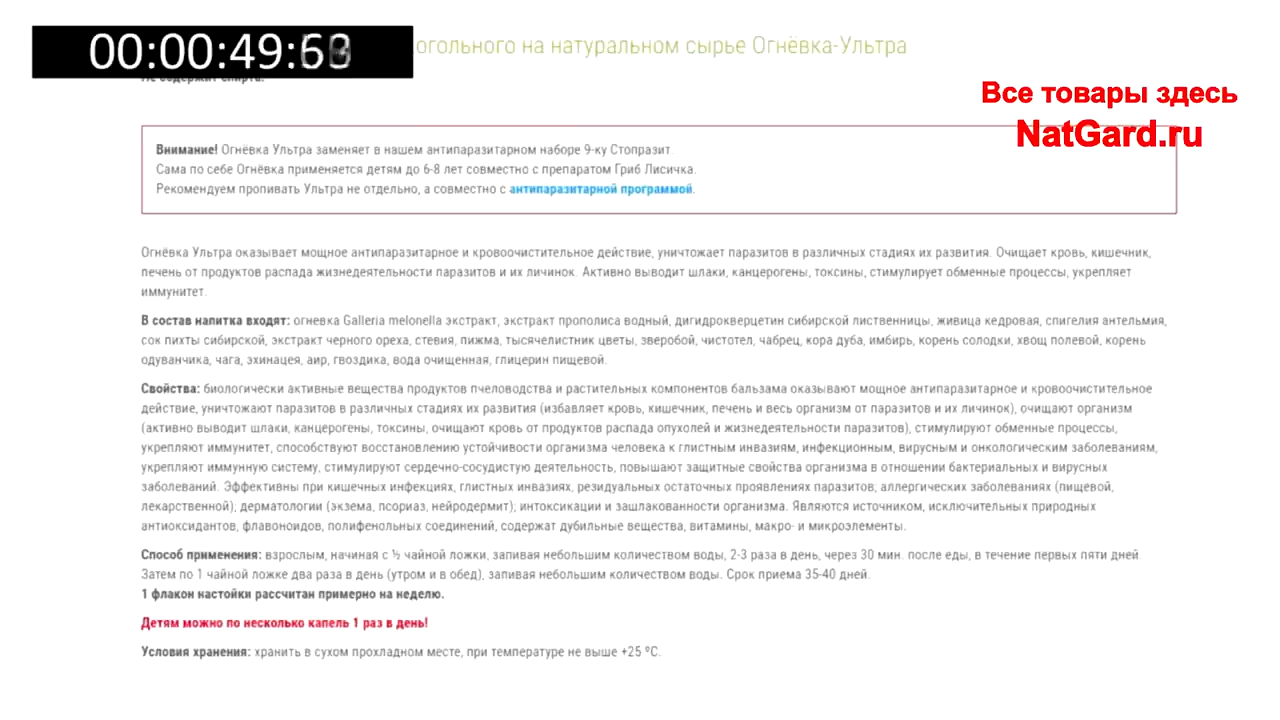 00:00:49:6
огольного на натуральном сырье Огнёвка-Ультра
Не содержит спирта.
Все товары здесь
NatGard.ru
Внимание! Огнёвка Ультра заменяет в нашем антипаразитарном наборе 9-ку Стопразит.
Сама по себе Огнёвка применяется детям до 6-8 лет совместно с препаратом Гриб Лисичка.
Рекомендуем пропивать Ультра не отдельно, а совместно с антипаразитарной программой.
Огнёвка Ультра оказывает мощное антипаразитарное и кровоочистительное действие, уничтожает паразитов в различных стадиях их развития. Очищает кровь, кишечник,
печень от продуктов распада жизнедеятельности паразитов и их личинок. Активно выводит шлаки, канцерогены, токсины, стимулирует обменные процессы, укрепляет
иммунитет.
В состав напитка входят: огневка Galleria melonella экстракт, экстракт прополиса водный, дигидрокверцетин сибирской лиственницы, живица кедровая, спигелия антельмия,
сок пихты сибирской, экстракт черного ореха, стевия, пижма, тысячелистник цветы, зверобой, чистотел, чабрец, кора дуба, имбирь, корень солодки, хвощ полевой, корень
одуванчика, чага, эхинацея, аир, гвоздика, вода очищенная, глицерин пищевой.
Свойства: биологически активные вещества продуктов пчеловодства и растительных компонентов бальзама оказывают мощное антипаразитарное и кровоочистительное
действие, уничтожают паразитов в различных стадиях их развития (избавляет кровь, кишечник, печень и весь организм от паразитов и их личинок), очищают организм
(активно выводит шлаки, канцерогены, токсины, очищают кровь от продуктов распада опухолей и жизнедеятельности паразитов), стимулируют обменные процессы,
укрепляют иммунитет, способствуют восстановлению устойчивости организма человека к глистным инвазиям, инфекционным, вирусным и онкологическим заболеваниям,
укрепляют иммунную систему, стимулируют сердечно-сосудистую деятельность, повышают защитные свойства организма в отношении бактериальных и вирусных
заболеваний. Эффективны при кишечных инфекциях, глистных инвазиях, резидуальных остаточных проявлениях паразитов; аллергических заболеваниях (пищевой,
лекарственной); дерматологии (экзема, псориаз, нейродермит); интоксикации и зашлакованности организма. Являются источником, исключительных природных
антиоксидантов, флавоноидов, полифенольных соединений, содержат дубильные вещества, витамины, макро- и микроэлементы.
Способ применения: взрослым, начиная с ½ чайной ложки, запивая небольшим количеством воды, 2-3 раза в день, через 30 мин. после еды, в течение первых пяти дней.
Затем по 1 чайной ложке два раза в день (утром и в обед), запивая небольшим количеством воды. Срок приема 35-40 дней.
1 флакон настойки рассчитан примерно на неделю.
Детям можно по несколько капель 1 раз в день!
Условия хранения: хранить в сухом прохладном месте, при температуре не выше +25 ºС.